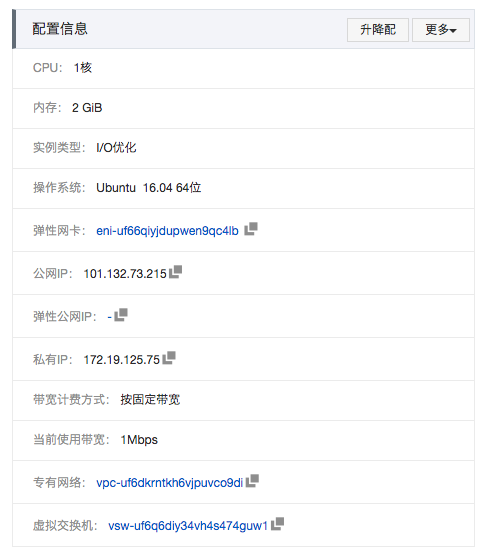 配置信息 升降配 更多
CPU： 1核
内存： 2 GiB
实例类型： I/O优化
操作系统： Ubuntu 16.04 64位
弹性网卡： eni-uf66qiyjdupwen9qc4lb
公网IP： 101.132.73.215
弹性公网IP： -
私有IP： 172.19.125.75
带宽计费方式： 按固定带宽
当前使用带宽： 1Mbps
专有网络： vpc-uf6dkrntkh6vjpuvco9di
虚拟交换机： vsw-uf6q6diy34vh4s474guw1